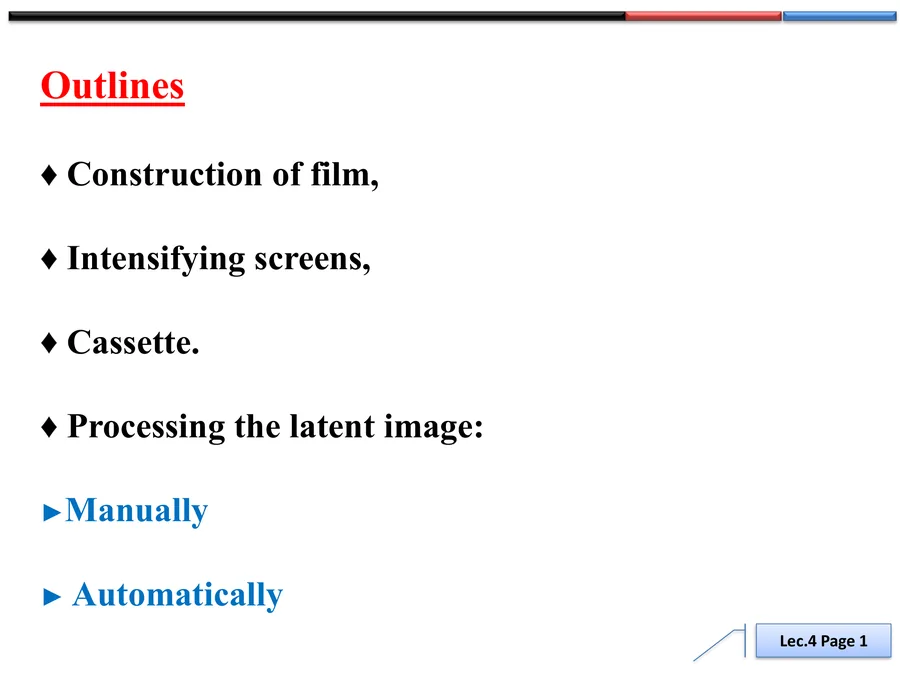 Outlines
♦ Construction of film,
♦ Intensifying screens,
♦ Cassette.
♦ Processing the latent image:
►Manually
► Automatically
Lec.4 Page 1